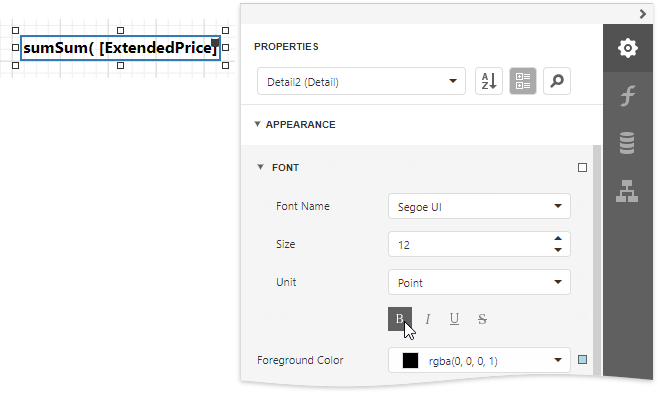 sumSum( [ExtendedPrice]
PROPERTIES
Detail2 (Detail)
A Z
APPEARANCE
FONT
Font Name
Segoe UI
Size
12
Unit
Point
B I U S
Foreground Color
rgba(0, 0, 0, 1)